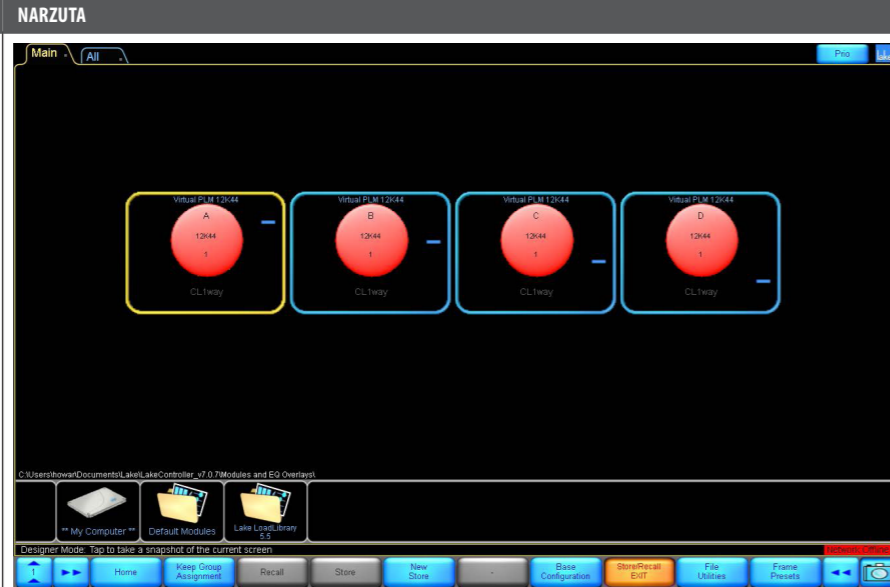 NARZUTA
Main
All
Prio
Lake
Virtual PLM 12K44
A
12K44
1
CL1way
Virtual PLM 12K44
B
12K44
1
CL1way
Virtual PLM 12K44
C
12K44
1
CL1way
Virtual PLM 12K44
D
12K44
1
CL1way
C:\Users\howar\Documents\Lake\LakeController_v7.0.7\Modules and EQ Overlays\
** My Computer **
Default Modules
Lake LoadLibrary
5.5
Designer Mode: Tap to take a snapshot of the current screen
Network Offline
1
Home
Keep Group
Assignment
Recall
Store
New
Store
-
Base
Configuration
Store/Recall
EXIT
File
Utilities
Frame
Presets